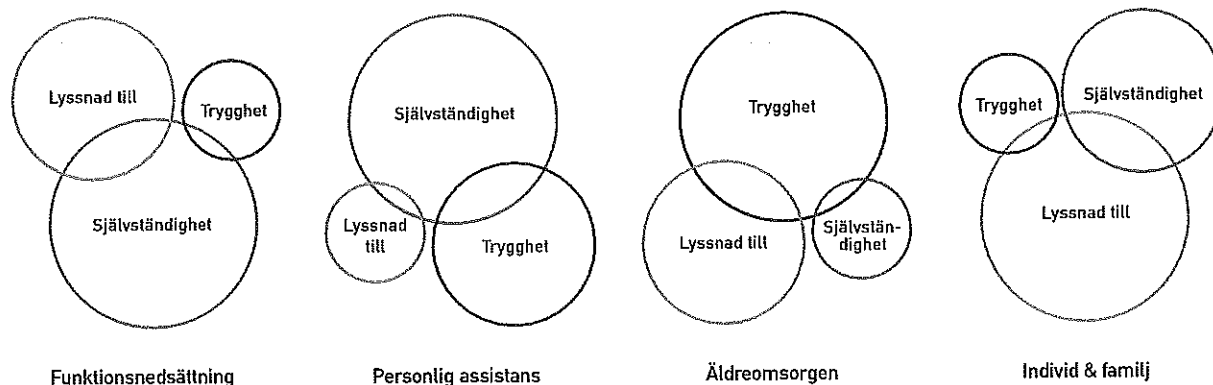 Lyssnad till
Trygghet
Självständighet
Funktionsnedsättning
Självständighet
Lyssnad
till
Trygghet
Personlig assistans
Trygghet
Lyssnad till
Självstän-
dighet
Äldreomsorgen
Trygghet
Självständighet
Lyssnad till
Individ & familj